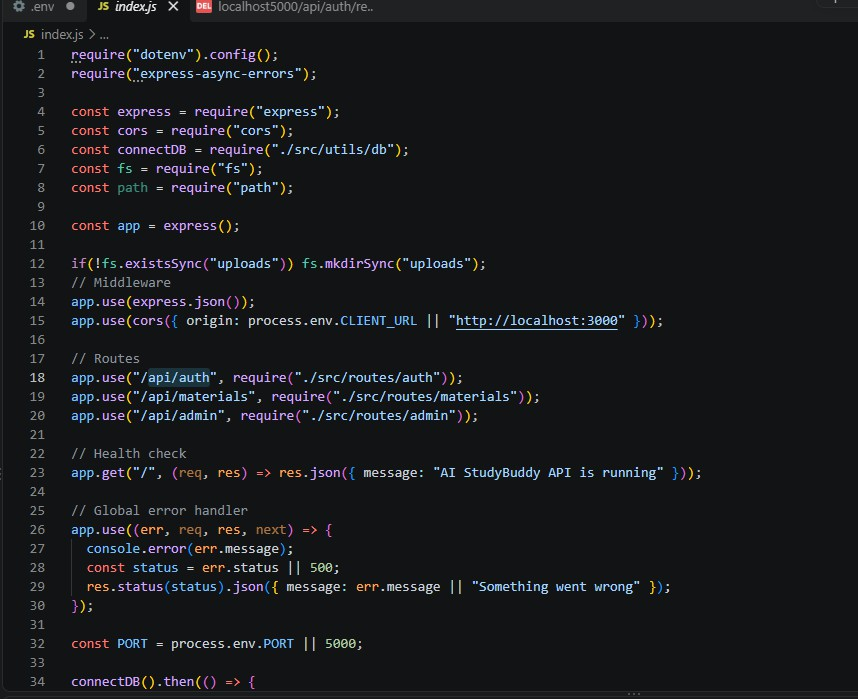 .env
JS index.js
DEL localhost5000/api/auth/re..
JS index.js > ...
1 require("dotenv").config();
2 require("express-async-errors");
3
4 const express = require("express");
5 const cors = require("cors");
6 const connectDB = require("./src/utils/db");
7 const fs = require("fs");
8 const path = require("path");
9
10 const app = express();
11
12 if(!fs.existsSync("uploads")) fs.mkdirSync("uploads");
13 // Middleware
14 app.use(express.json());
15 app.use(cors({ origin: process.env.CLIENT_URL || "http://localhost:3000" }));
16
17 // Routes
18 app.use("/api/auth", require("./src/routes/auth"));
19 app.use("/api/materials", require("./src/routes/materials"));
20 app.use("/api/admin", require("./src/routes/admin"));
21
22 // Health check
23 app.get("/", (req, res) => res.json({ message: "AI StudyBuddy API is running" }));
24
25 // Global error handler
26 app.use((err, req, res, next) => {
27   console.error(err.message);
28   const status = err.status || 500;
29   res.status(status).json({ message: err.message || "Something went wrong" });
30 });
31
32 const PORT = process.env.PORT || 5000;
33
34 connectDB().then(() => {